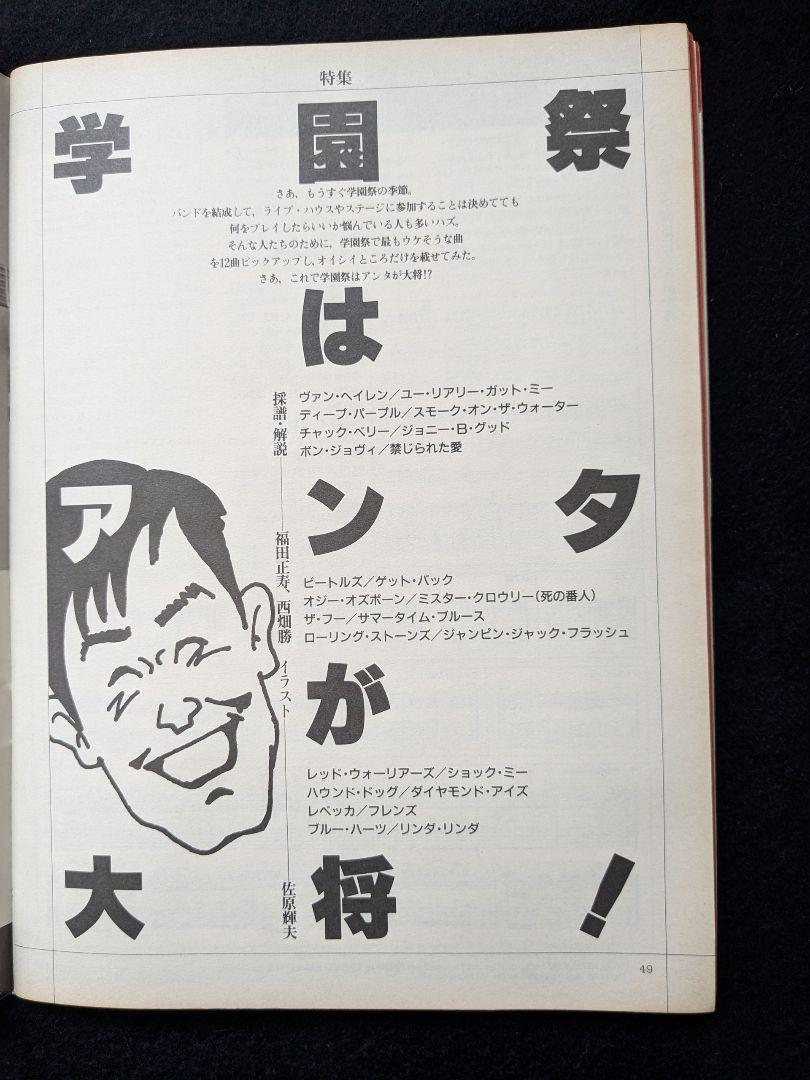 特集
学園祭
さあ、もうすぐ学園祭の季節。
バンドを結成して、ライブ・ハウスやステージに参加することは決めてても
何をプレイしたらいいか悩んでいる人も多いハズ。
そんな人たちのために、学園祭で最もウケそうな曲
を12曲ピックアップし、オイシイところだけを載せてみた。
さあ、これで学園祭はアンタが大将!?
は
ヴァン・ヘイレン／ユー・リアリー・ガット・ミー
ディープ・パープル／スモーク・オン・ザ・ウォーター
チャック・ベリー／ジョニー・B・グッド
ボン・ジョヴィ／禁じられた愛
アンタ
ビートルズ／ゲット・バック
オジー・オズボーン／ミスター・クロウリー(死の番人)
ザ・フー／サマータイム・ブルース
ローリング・ストーンズ／ジャンピン・ジャック・フラッシュ
が
レッド・ウォーリアーズ／ショック・ミー
ハウンド・ドッグ／ダイヤモンド・アイズ
レベッカ／フレンズ
ブルー・ハーツ／リンダ・リンダ
大将！
採譜・解説――福田正寿、西畑勝 イラスト――佐原輝夫
49